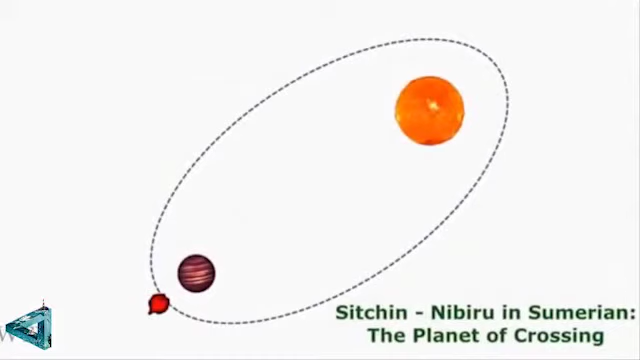 Sitchin - Nibiru in Sumerian:
The Planet of Crossing